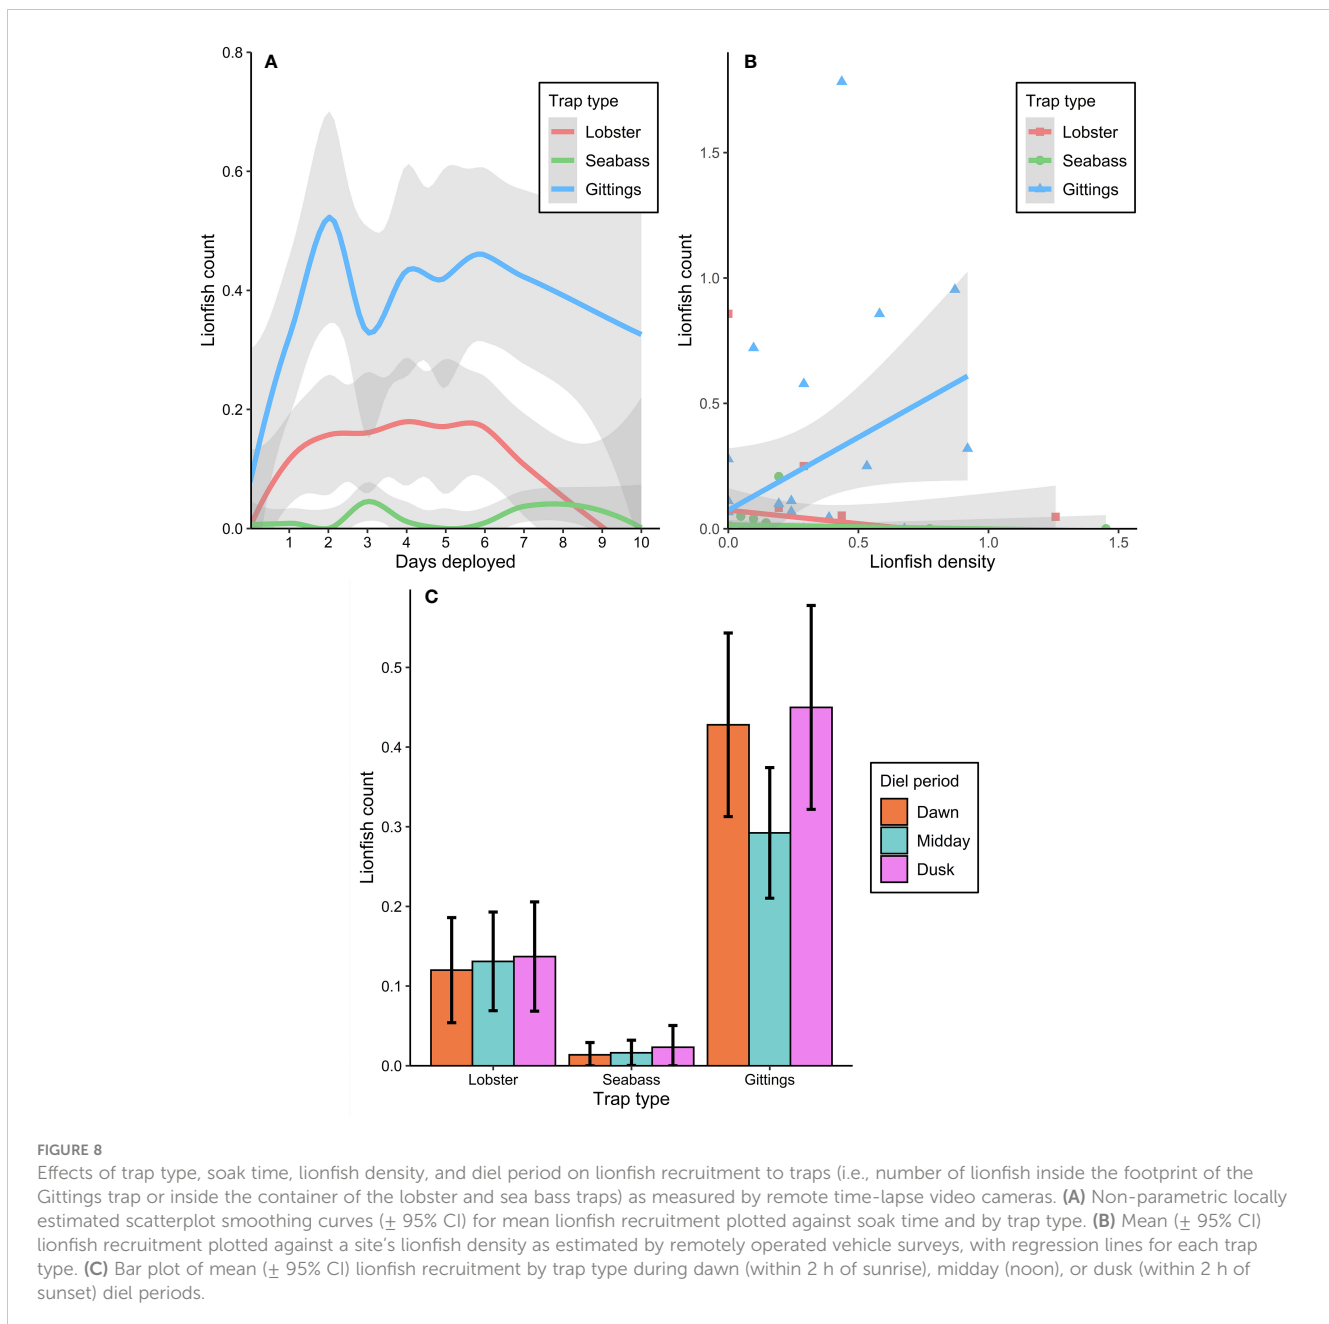 A
0.8
0.6
0.4
0.2
0.0
Lionfish count
1 2 3 4 5 6 7 8 9 10
Days deployed
Trap type
Lobster
Seabass
Gittings
B
1.5
1.0
0.5
0.0
Lionfish count
0.0 0.5 1.0 1.5
Lionfish density
Trap type
Lobster
Seabass
Gittings
C
0.5
0.4
0.3
0.2
0.1
0.0
Lionfish count
Lobster Seabass Gittings
Trap type
Diel period
Dawn
Midday
Dusk
FIGURE 8
Effects of trap type, soak time, lionfish density, and diel period on lionfish recruitment to traps (i.e., number of lionfish inside the footprint of the
Gittings trap or inside the container of the lobster and sea bass traps) as measured by remote time-lapse video cameras. (A) Non-parametric locally
estimated scatterplot smoothing curves (± 95% CI) for mean lionfish recruitment plotted against soak time and by trap type. (B) Mean (± 95% CI)
lionfish recruitment plotted against a site's lionfish density as estimated by remotely operated vehicle surveys, with regression lines for each trap
type. (C) Bar plot of mean (± 95% CI) lionfish recruitment by trap type during dawn (within 2 h of sunrise), midday (noon), or dusk (within 2 h of
sunset) diel periods.